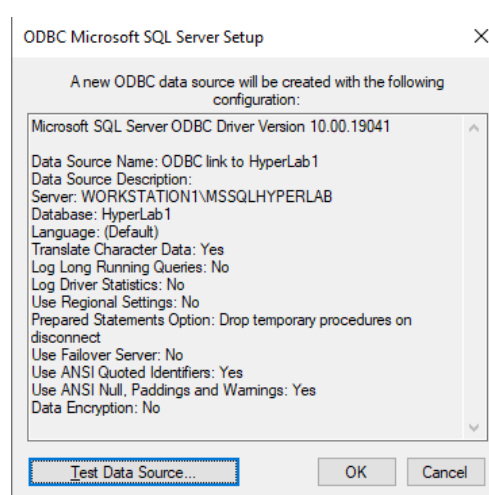 ODBC Microsoft SQL Server Setup
A new ODBC data source will be created with the following
configuration:
Microsoft SQL Server ODBC Driver Version 10.00.19041
Data Source Name: ODBC link to HyperLab1
Data Source Description:
Server: WORKSTATION1\MSSQLHYPERLAB
Database: HyperLab1
Language: (Default)
Translate Character Data: Yes
Log Long Running Queries: No
Log Driver Statistics: No
Use Regional Settings: No
Prepared Statements Option: Drop temporary procedures on
disconnect
Use Failover Server: No
Use ANSI Quoted Identifiers: Yes
Use ANSI Null, Paddings and Warnings: Yes
Data Encryption: No
Test Data Source...
OK
Cancel